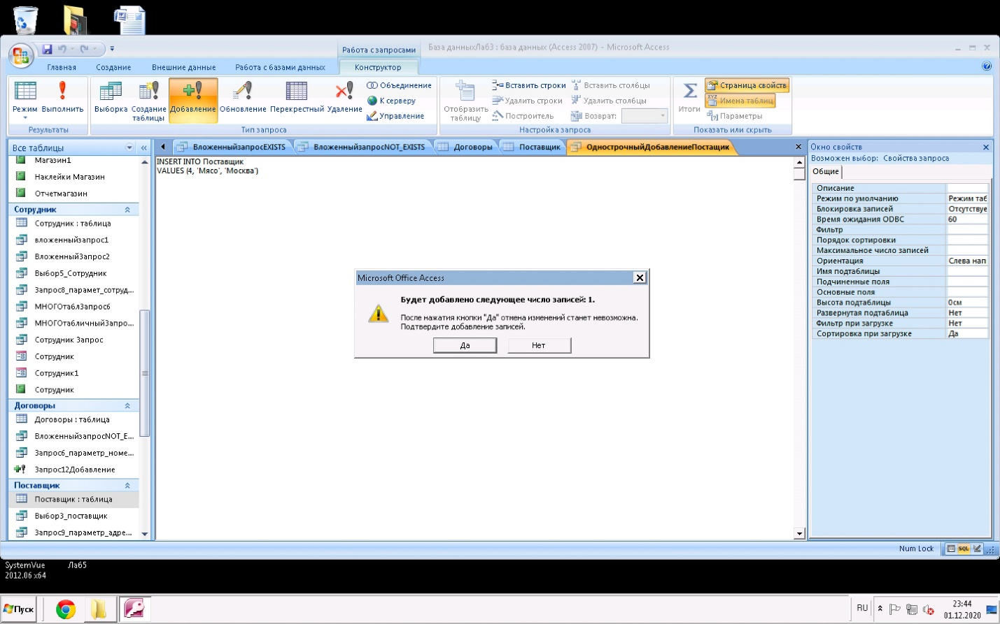 Работа с запросами
База данныхЛаб3 : база данных (Access 2007) - Microsoft Access
Главная
Создание
Внешние данные
Работа с базами данных
Конструктор
Режим
Выполнить
Результаты
Выборка
Создание таблицы
Добавление
Обновление
Перекрестный
Удаление
Объединение
К серверу
Управление
Тип запроса
Отобразить таблицу
Вставить строки
Удалить строки
Построитель
Вставить столбцы
Удалить столбцы
Возврат:
Настройка запроса
Итоги
Страница свойств
Имена таблиц
Параметры
Показать или скрыть
Все таблицы
Магазин1
Наклейки Магазин
Отчетмагазин
Сотрудник
Сотрудник : таблица
вложенныйзапрос1
ВложенныйЗапрос2
Выбор5_Сотрудник
Запрос8_парамет_сотруд...
МНОГОтаблЗапрос6
МНОГОтабличныйЗапро...
Сотрудник Запрос
Сотрудник
Сотрудник1
Сотрудник
Договоры
Договоры : таблица
ВложенныйзапросNOT_E...
Запрос6_параметр_номе...
Запрос12Добавление
Поставщик
Поставщик : таблица
Выбор3_поставщик
Запрос9_параметр_адре...
ВложенныйзапросEXISTS
ВложенныйзапросNOT_EXISTS
Договоры
Поставщик
ОднострочныйДобавлениеПостащик
INSERT INTO Поставщик
VALUES (4, 'Мясо', 'Москва')
Microsoft Office Access
Будет добавлено следующее число записей: 1.
После нажатия кнопки "Да" отмена изменений станет невозможна.
Подтвердите добавление записей.
Да
Нет
Окно свойств
Возможен выбор: Свойства запроса
Общие
Описание
Режим по умолчанию Режим таб
Блокировка записей Отсутствуе
Время ожидания ODBC 60
Фильтр
Порядок сортировки
Максимальное число записей
Ориентация Слева нап
Имя подтаблицы
Подчиненные поля
Основные поля
Высота подтаблицы 0см
Развернутая подтаблица Нет
Фильтр при загрузке Нет
Сортировка при загрузке Да
Num Lock
SQL
SystemVue
2012.06 x64
Лаб5
Пуск
RU
23:44
01.12.2020